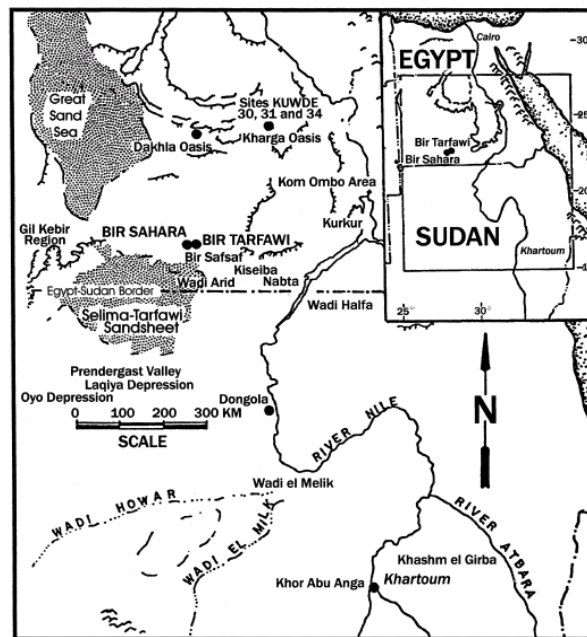 Cairo
30
EGYPT
Great
Sand
Sea
Sites KUWDE
30, 31 and 34
25
Dakhla Oasis
Kharga Oasis
Bir Tarfawi
Bir Sahara
Kom Ombo Area
20
Kurkur
Gil Kebir
Region
BIR SAHARA
BIR TARFAWI
SUDAN
Bir Safsaf
Kiseiba
Khartoum
Wadi Arid
Nabta
Egypt-Sudan Border
Wadi Halfa
25°
30°
Selima-Tarfawi
Sandsheet
Prendergast Valley
Laqiya Depression
Oyo Depression
Dongola
0 100 200 300 KM
SCALE
N
RIVER NILE
Wadi el Melik
WADI HOWAR
WADI EL MILK
RIVER ATBARA
Khashm el Girba
Khor Abu Anga
Khartoum